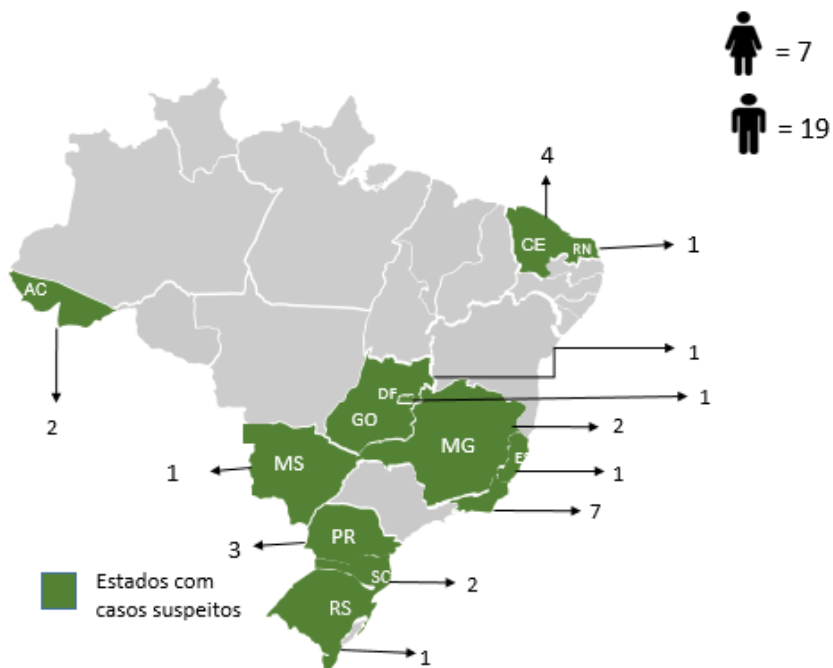 = 7
= 19
4
CE
RN
1
AC
1
DF
1
GO
2
2
MG
ES
1
MS
1
7
PR
3
Estados com
casos suspeitos
SC
2
RS
1